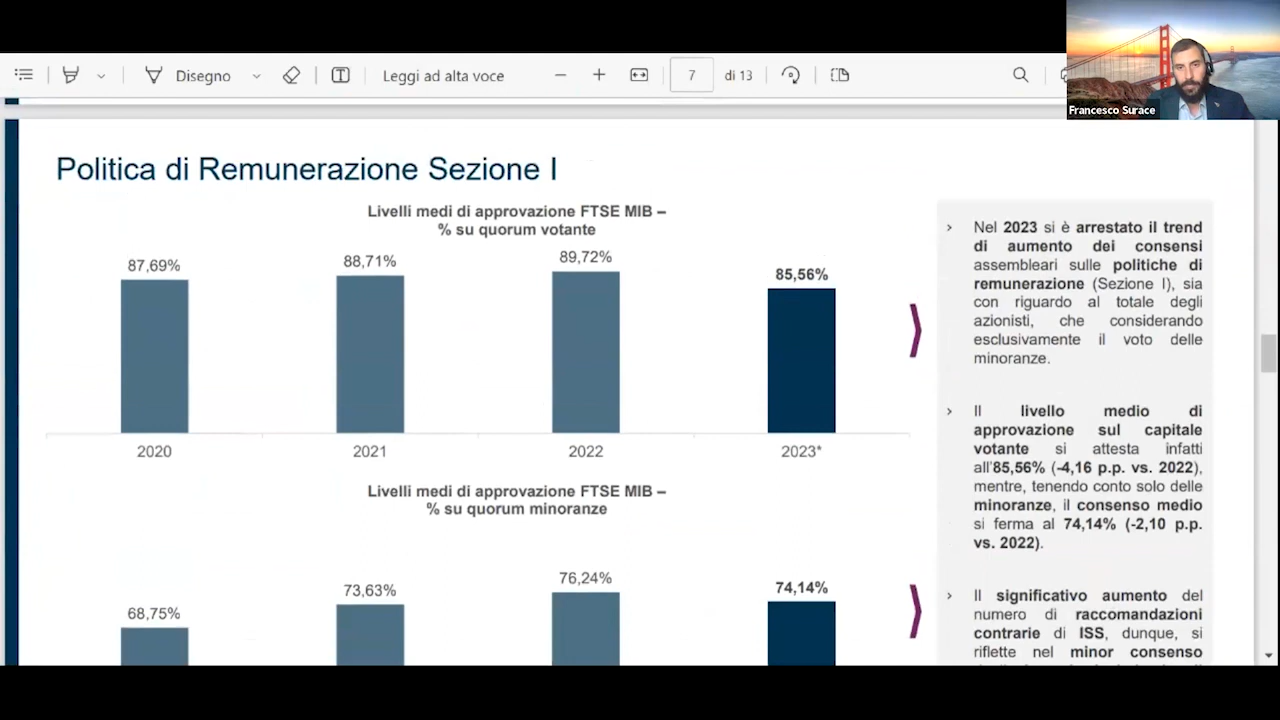 Disegno
Leggi ad alta voce
7
di 13
Francesco Surace
Politica di Remunerazione Sezione I
Livelli medi di approvazione FTSE MIB –
% su quorum votante
87,69%
88,71%
89,72%
85,56%
2020
2021
2022
2023*
Livelli medi di approvazione FTSE MIB –
% su quorum minoranze
68,75%
73,63%
76,24%
74,14%
› Nel 2023 si è arrestato il trend
di aumento dei consensi
assembleari sulle politiche di
remunerazione (Sezione I), sia
con riguardo al totale degli
azionisti, che considerando
esclusivamente il voto delle
minoranze.
› Il livello medio di
approvazione sul capitale
votante si attesta infatti
all'85,56% (-4,16 p.p. vs. 2022),
mentre, tenendo conto solo delle
minoranze, il consenso medio
si ferma al 74,14% (-2,10 p.p.
vs. 2022).
› Il significativo aumento del
numero di raccomandazioni
contrarie di ISS, dunque, si
riflette nel minor consenso